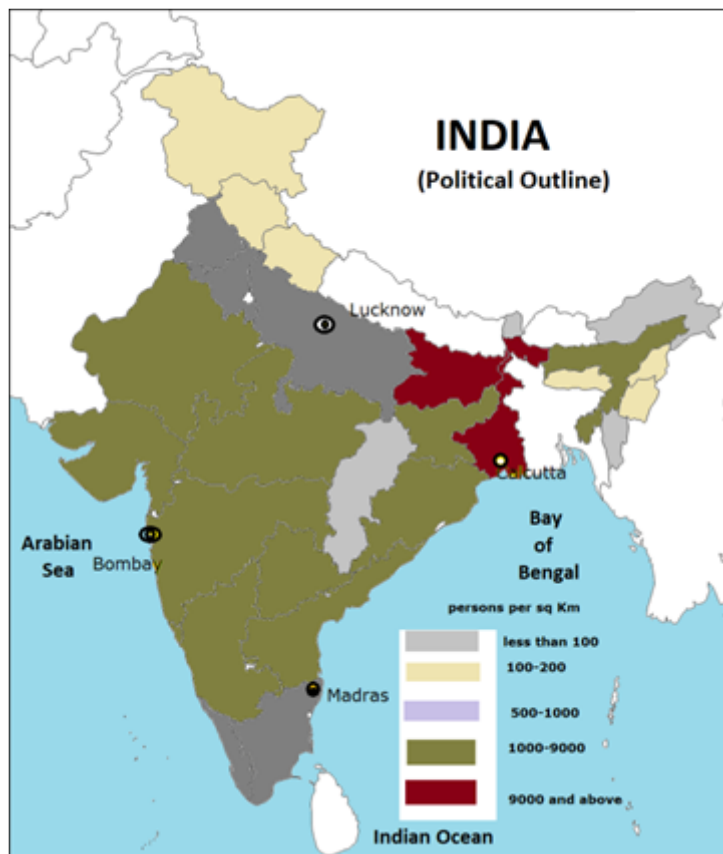 INDIA
(Political Outline)
Lucknow
Calcutta
Arabian
Sea
Bombay
Bay
of
Bengal
persons per sq Km
less than 100
100-200
500-1000
1000-9000
9000 and above
Madras
Indian Ocean